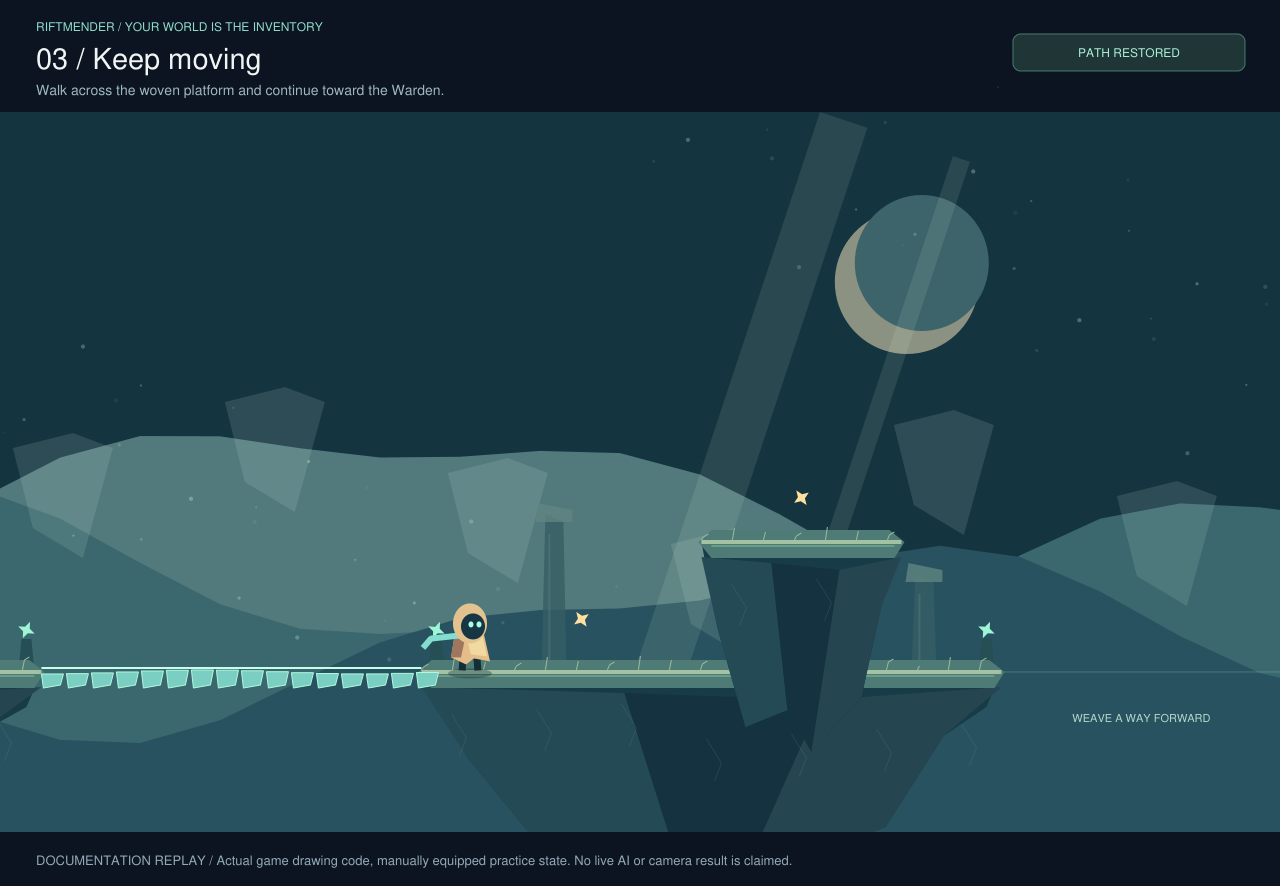 RIFTMENDER / YOUR WORLD IS THE INVENTORY
03 / Keep moving
Walk across the woven platform and continue toward the Warden.
PATH RESTORED
WEAVE A WAY FORWARD
DOCUMENTATION REPLAY / Actual game drawing code, manually equipped practice state. No live AI or camera result is claimed.